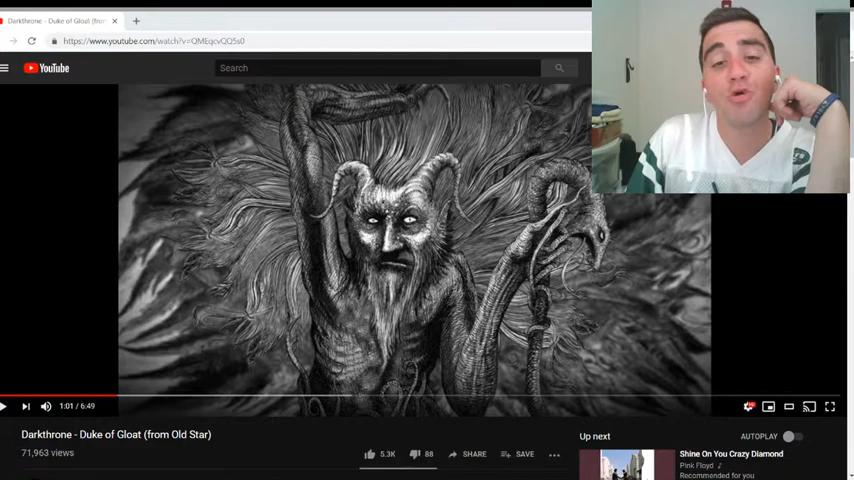 Darkthrone - Duke of Gloat (from
https://www.youtube.com/watch?v=QMEqcvQQ5s0
YouTube
Search
1:01 / 6:49
Darkthrone - Duke of Gloat (from Old Star)
71,963 views
5.3K
88
SHARE
SAVE
Up next
AUTOPLAY
Shine On You Crazy Diamond
Pink Floyd
Recommended for you